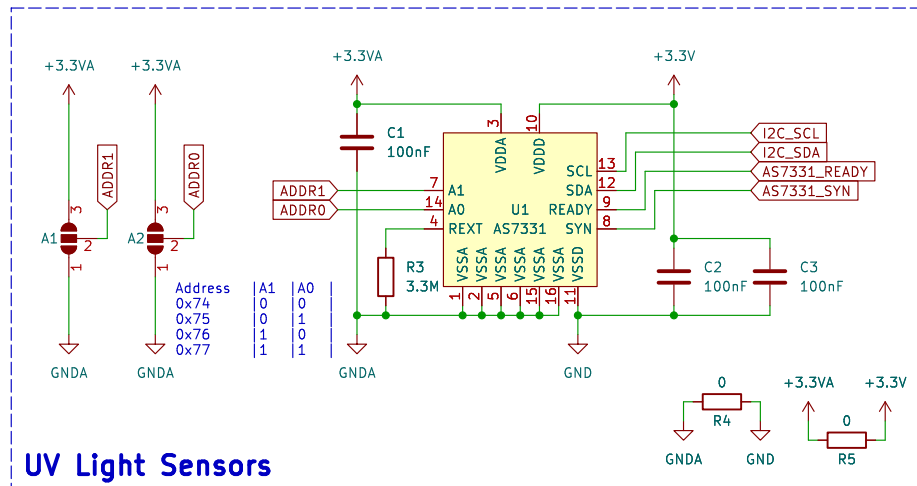 +3.3VA
+3.3VA
+3.3VA
+3.3V
ADDR1
ADDR0
C1
100nF
3
VDDA
10
VDDD
I2C_SCL
I2C_SDA
AS7331_READY
AS7331_SYN
13
SCL
12
SDA
9
READY
8
SYN
ADDR1
7
A1
ADDR0
14
A0
4
REXT
U1
AS7331
3
A1
2
1
3
A2
2
1
VSSA
VSSA
VSSA
VSSA
VSSA
VSSA
VSSD
1
2
5
6
15
16
11
R3
3.3M
C2
100nF
C3
100nF
Address |A1 |A0 |
0x74 |0 |0 |
0x75 |0 |1 |
0x76 |1 |0 |
0x77 |1 |1 |
GNDA
GNDA
GNDA
GND
0
R4
GNDA
GND
+3.3VA
+3.3V
0
R5
UV Light Sensors